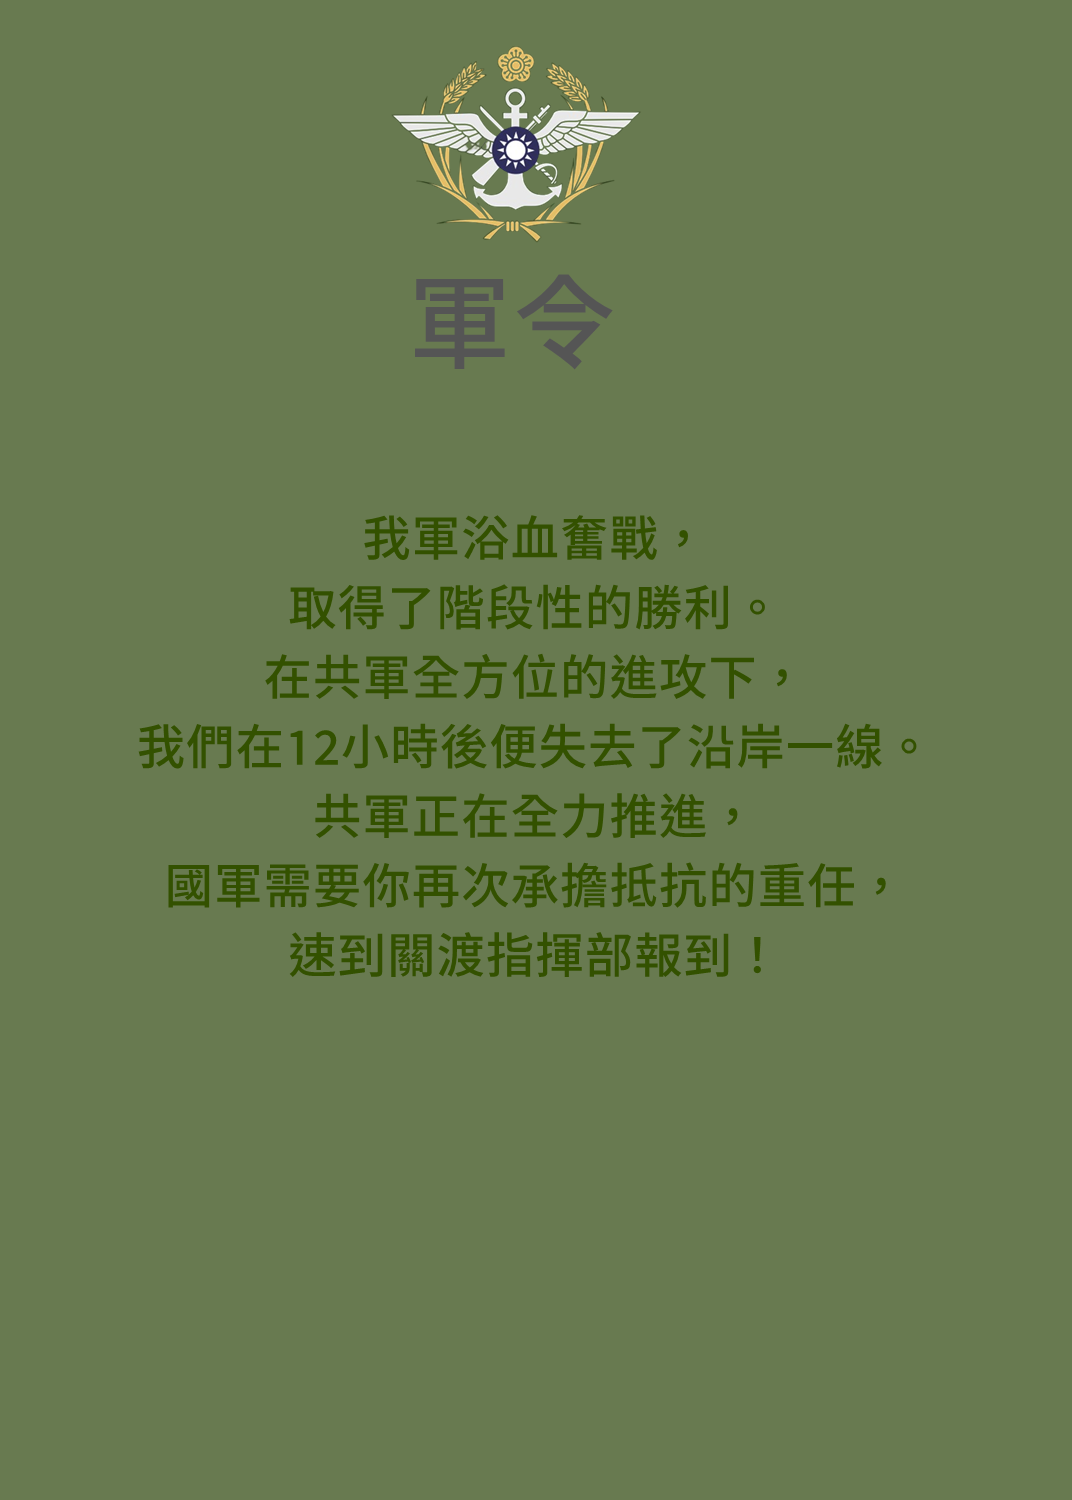 軍令
我軍浴血奮戰，
取得了階段性的勝利。
在共軍全方位的進攻下，
我們在12小時後便失去了沿岸一線。
共軍正在全力推進，
國軍需要你再次承擔抵抗的重任，
速到關渡指揮部報到！